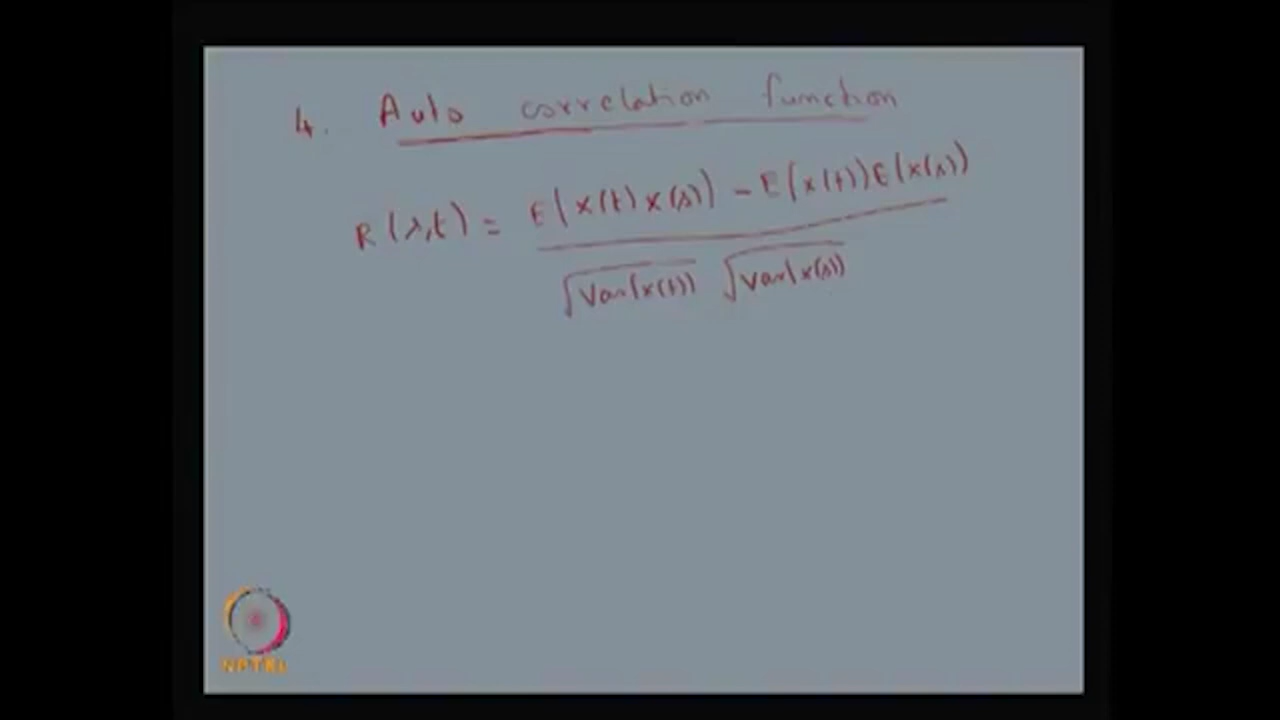 4. Auto correlation function
R(s,t) = E(x(t)x(s)) - E(x(t))E(x(s))
√Var(x(t)) √Var(x(s))
NPTEL